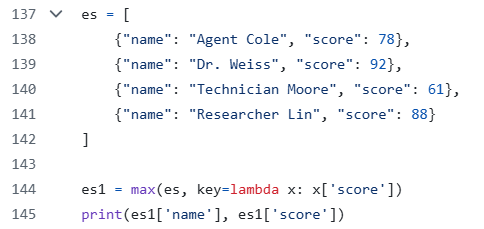 137 es = [
138     {"name": "Agent Cole", "score": 78},
139     {"name": "Dr. Weiss", "score": 92},
140     {"name": "Technician Moore", "score": 61},
141     {"name": "Researcher Lin", "score": 88}
142 ]
143
144 es1 = max(es, key=lambda x: x['score'])
145 print(es1['name'], es1['score'])